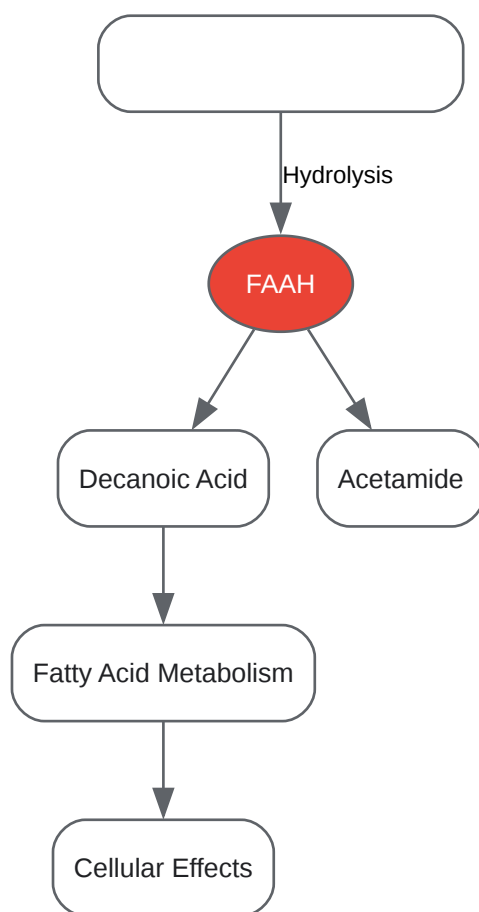 Hydrolysis
FAAH
Decanoic Acid
Acetamide
Fatty Acid Metabolism
Cellular Effects